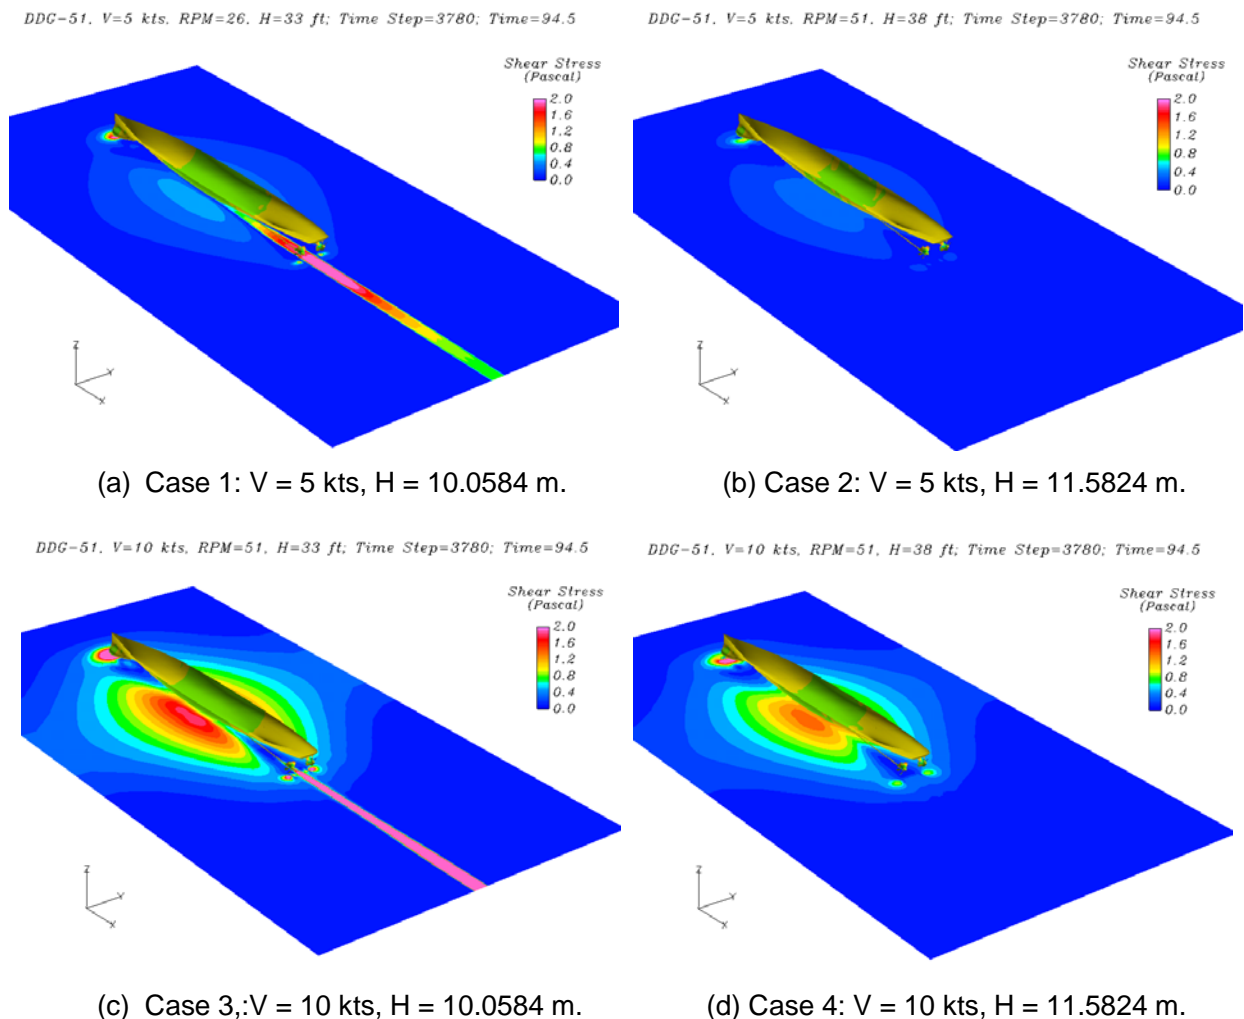 DDG-51, V=5 kts, RPM=26, H=33 ft; Time Step=3780; Time=94.5
Shear Stress
(Pascal)
2.0
1.6
1.2
0.8
0.4
0.0
Z
Y
X
(a) Case 1: V = 5 kts, H = 10.0584 m.
DDG-51, V=5 kts, RPM=51, H=38 ft; Time Step=3780; Time=94.5
Shear Stress
(Pascal)
2.0
1.6
1.2
0.8
0.4
0.0
Z
Y
X
(b) Case 2: V = 5 kts, H = 11.5824 m.
DDG-51, V=10 kts, RPM=51, H=33 ft; Time Step=3780; Time=94.5
Shear Stress
(Pascal)
2.0
1.6
1.2
0.8
0.4
0.0
Z
Y
X
(c) Case 3,:V = 10 kts, H = 10.0584 m.
DDG-51, V=10 kts, RPM=51, H=38 ft; Time Step=3780; Time=94.5
Shear Stress
(Pascal)
2.0
1.6
1.2
0.8
0.4
0.0
Z
Y
X
(d) Case 4: V = 10 kts, H = 11.5824 m.